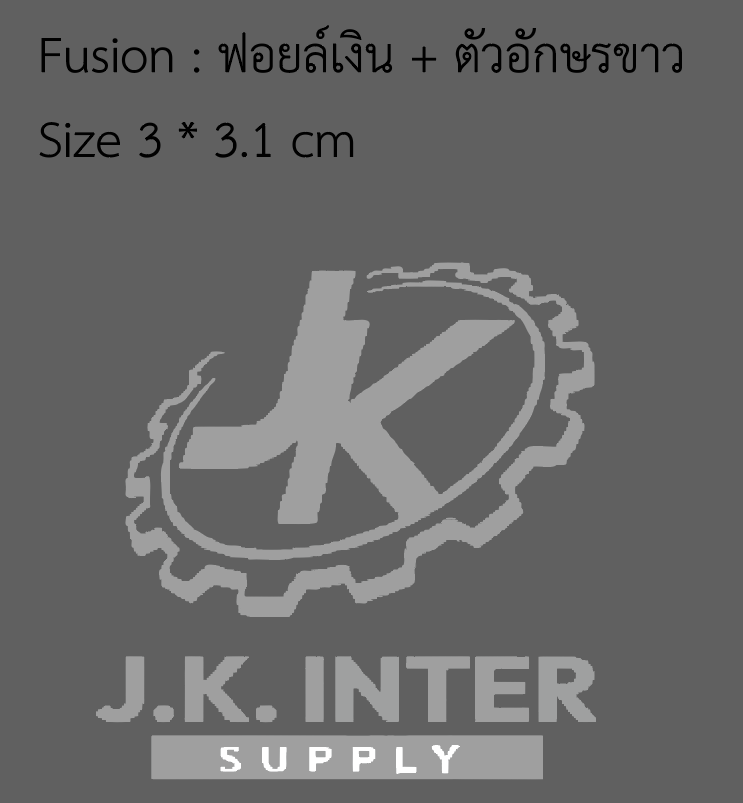 Fusion : ฟอยล์เงิน + ตัวอักษรขาว
Size 3 * 3.1 cm
JK
J.K. INTER
SUPPLY